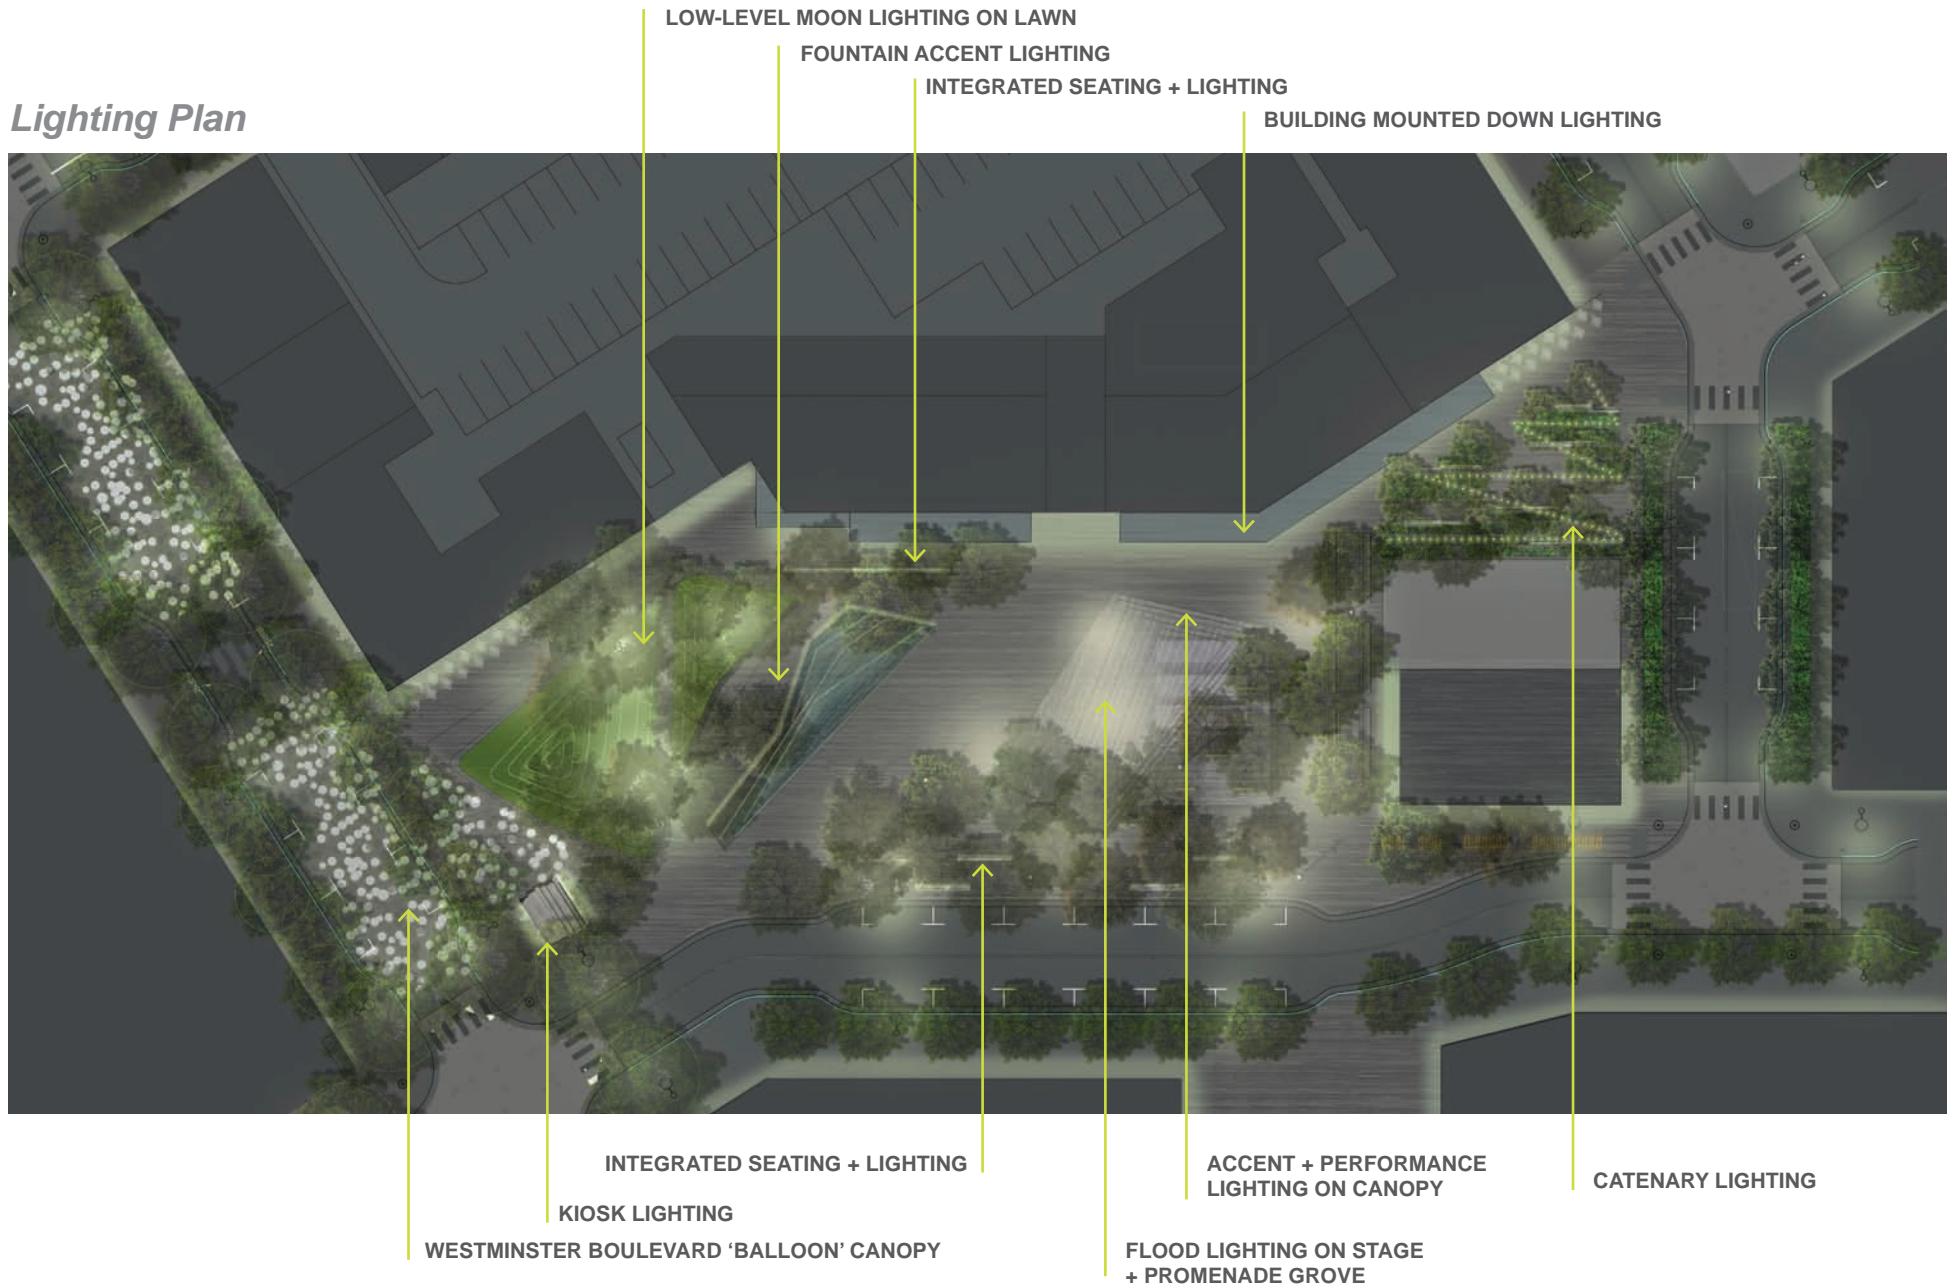 LOW-LEVEL MOON LIGHTING ON LAWN
FOUNTAIN ACCENT LIGHTING
INTEGRATED SEATING + LIGHTING
Lighting Plan
BUILDING MOUNTED DOWN LIGHTING
INTEGRATED SEATING + LIGHTING
ACCENT + PERFORMANCE
LIGHTING ON CANOPY
CATENARY LIGHTING
KIOSK LIGHTING
WESTMINSTER BOULEVARD ‘BALLOON’ CANOPY
FLOOD LIGHTING ON STAGE
+ PROMENADE GROVE